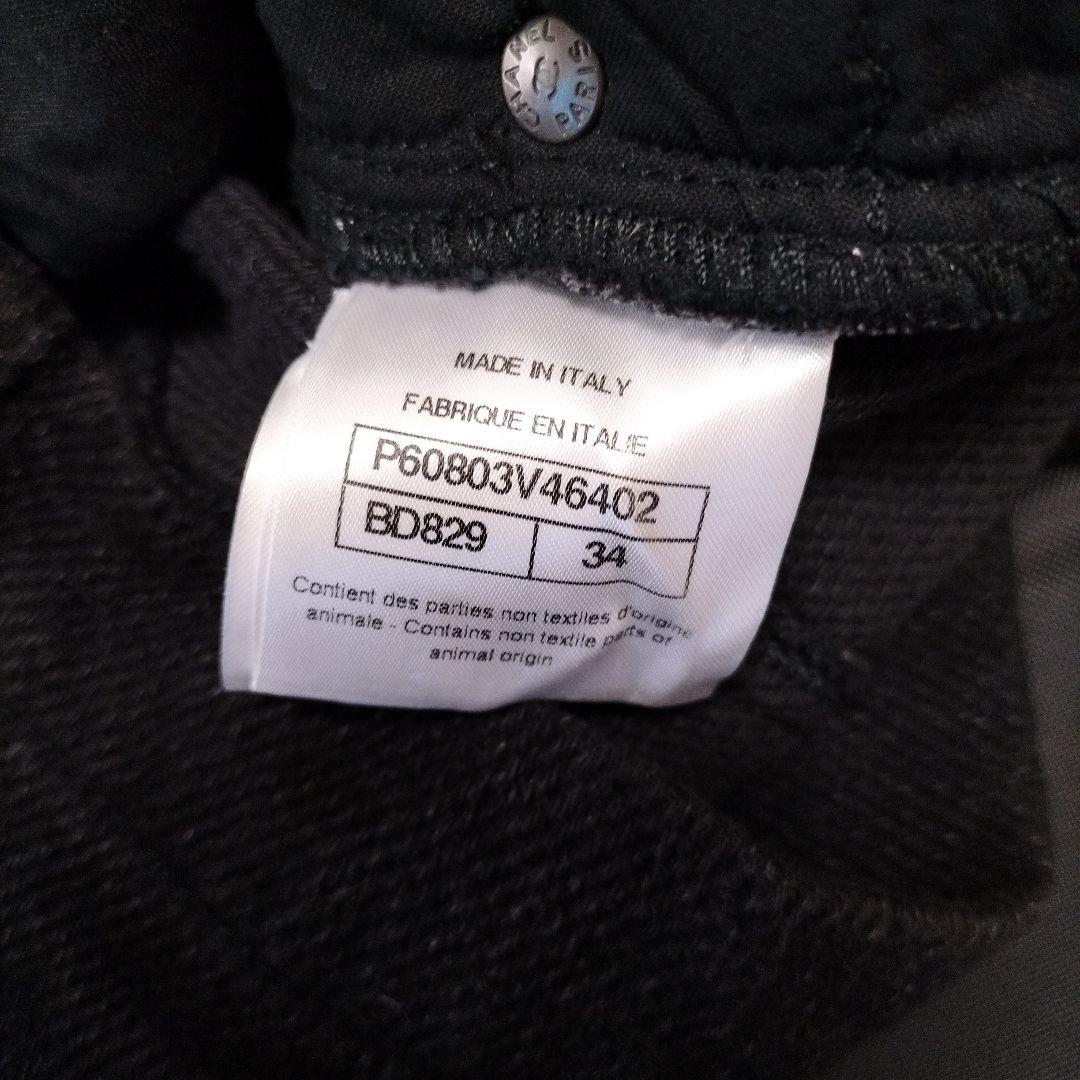 CHANEL PARIS
MADE IN ITALY
FABRIQUE EN ITALIE
P60803V46402
BD829 34
Contient des parties non textiles d'origine
animale - Contains non textile parts of
animal origin